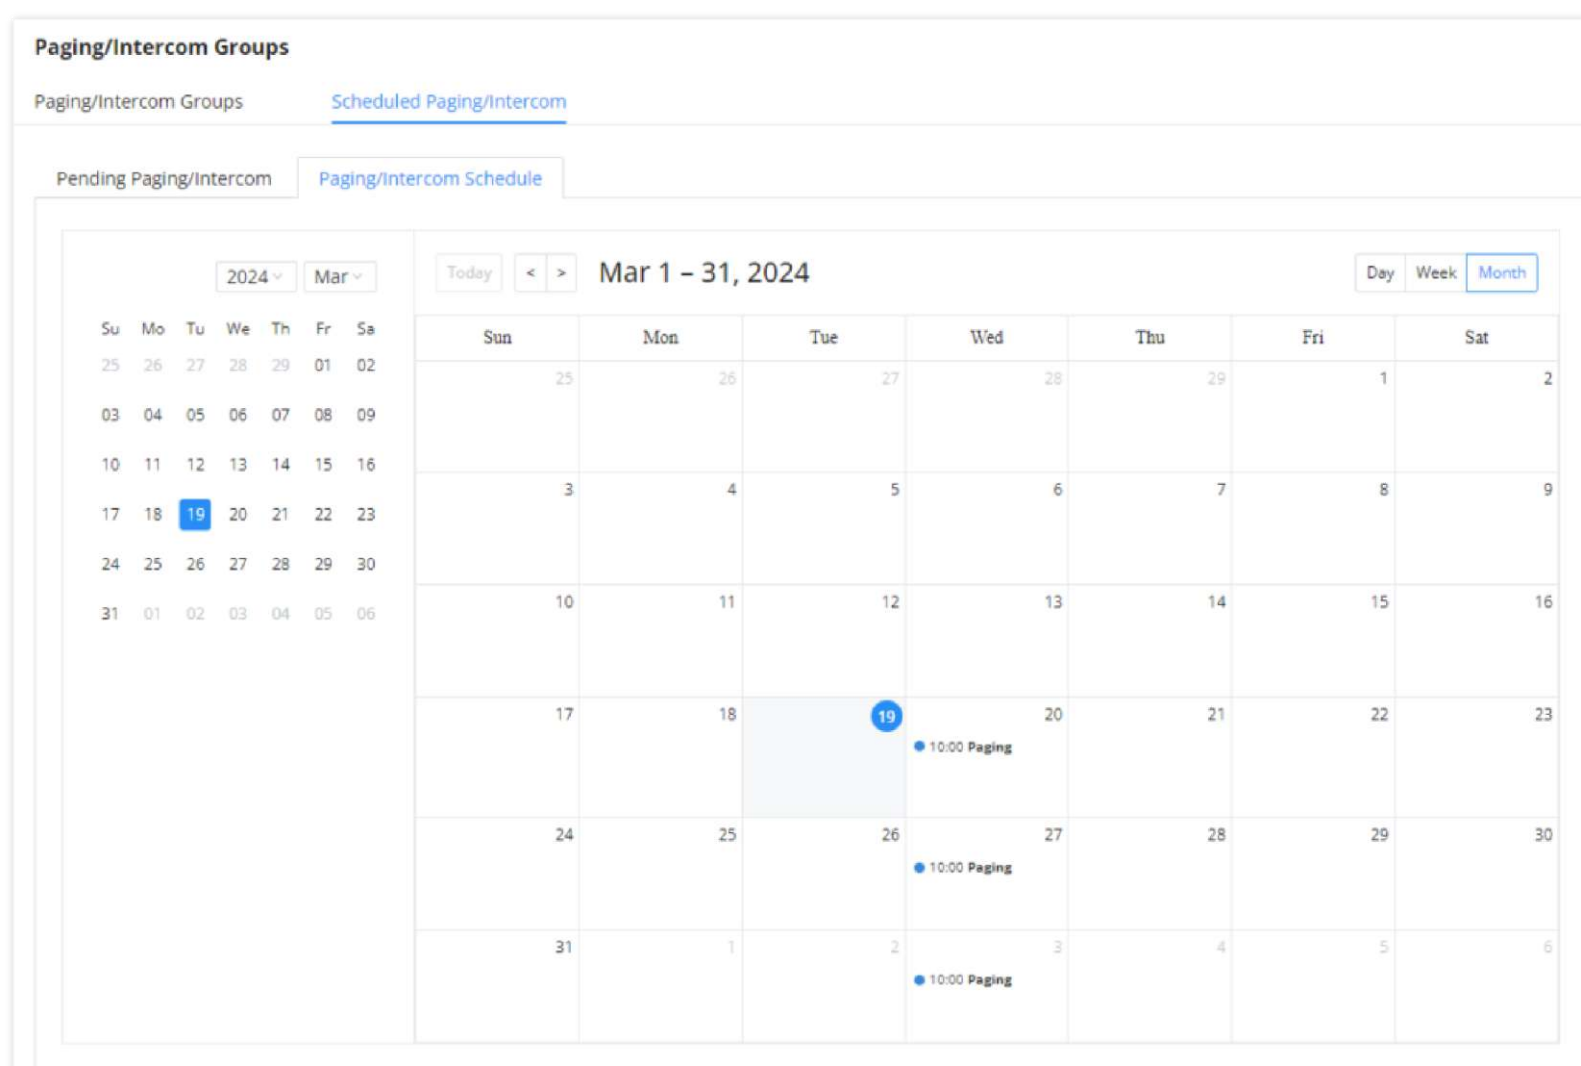 Paging/Intercom Groups
Paging/Intercom Groups Scheduled Paging/Intercom
Pending Paging/Intercom Paging/Intercom Schedule
2024 Mar
Su Mo Tu We Th Fr Sa
25 26 27 28 29 01 02
03 04 05 06 07 08 09
10 11 12 13 14 15 16
17 18 19 20 21 22 23
24 25 26 27 28 29 30
31 01 02 03 04 05 06
Today < > Mar 1 – 31, 2024 Day Week Month
Sun Mon Tue Wed Thu Fri Sat
25 26 27 28 29 1 2
3 4 5 6 7 8 9
10 11 12 13 14 15 16
17 18 19 20 21 22 23
10:00 Paging
24 25 26 27 28 29 30
10:00 Paging
31 1 2 3 4 5 6
10:00 Paging